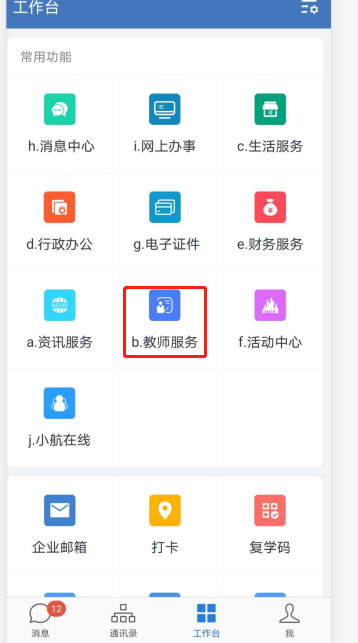 工作台
常用功能
h.消息中心 i.网上办事 c.生活服务
d.行政办公 g.电子证件 e.财务服务
NEWS
a.资讯服务 b.教师服务 f.活动中心
j.小航在线
企业邮箱 打卡 复学码
12
消息 通讯录 工作台 我